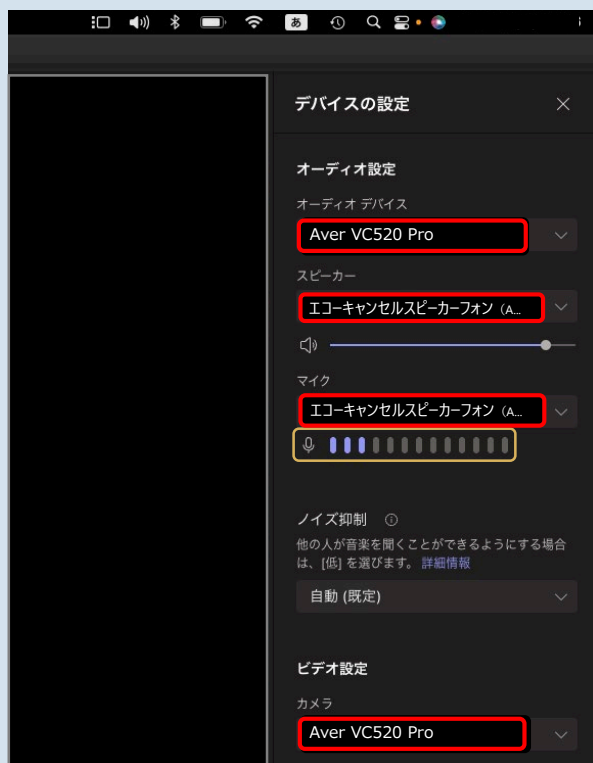 あ
デバイスの設定
オーディオ設定
オーディオ デバイス
Aver VC520 Pro
スピーカー
エコーキャンセルスピーカーフォン（A...
マイク
エコーキャンセルスピーカーフォン（A...
ノイズ抑制
他の人が音楽を聞くことができるようにする場合
は、[低] を選びます。 詳細情報
自動 (既定)
ビデオ設定
カメラ
Aver VC520 Pro